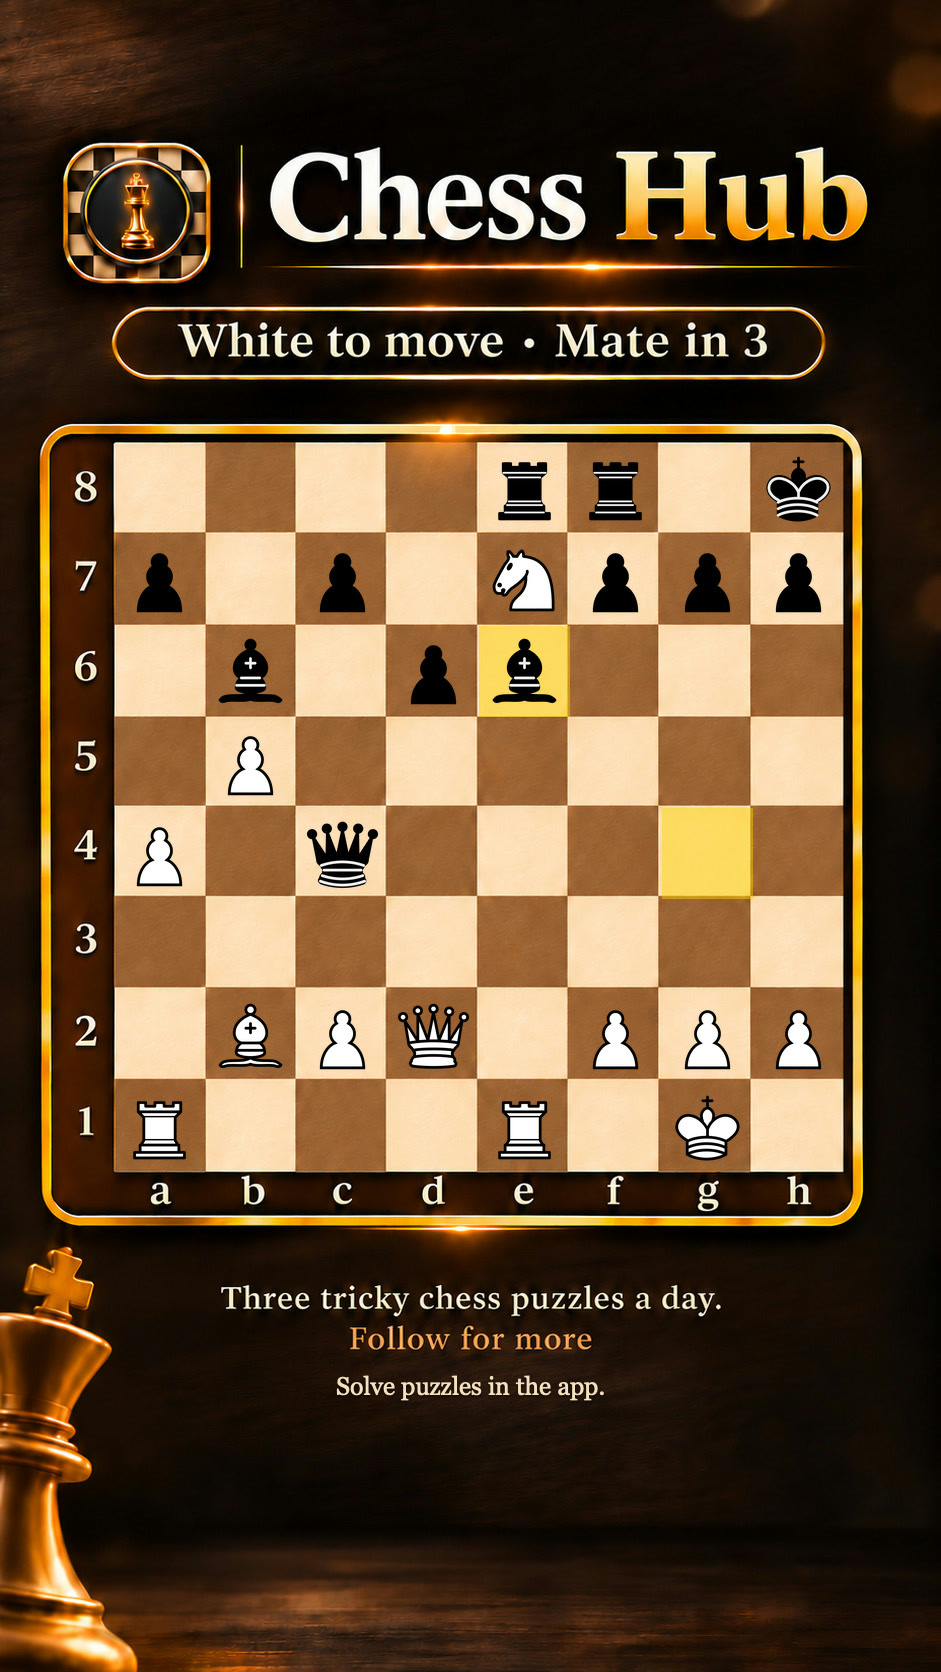 Chess Hub
White to move • Mate in 3
8
7
6
5
4
3
2
1
a b c d e f g h
Three tricky chess puzzles a day.
Follow for more
Solve puzzles in the app.